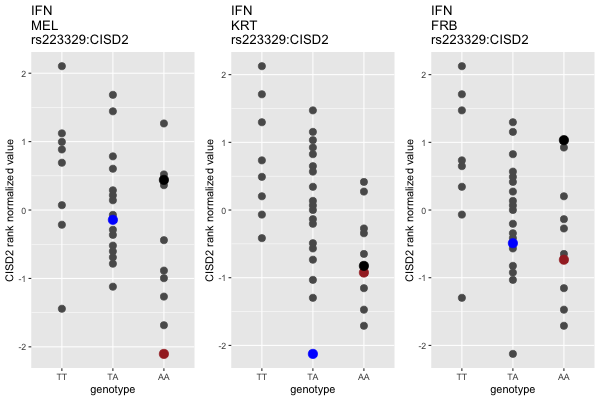 IFN
MEL
rs223329:CISD2
CISD2 rank normalized value
2
1
0
-1
-2
TT TA AA
genotype
IFN
KRT
rs223329:CISD2
CISD2 rank normalized value
2
1
0
-1
-2
TT TA AA
genotype
IFN
FRB
rs223329:CISD2
CISD2 rank normalized value
2
1
0
-1
-2
TT TA AA
genotype